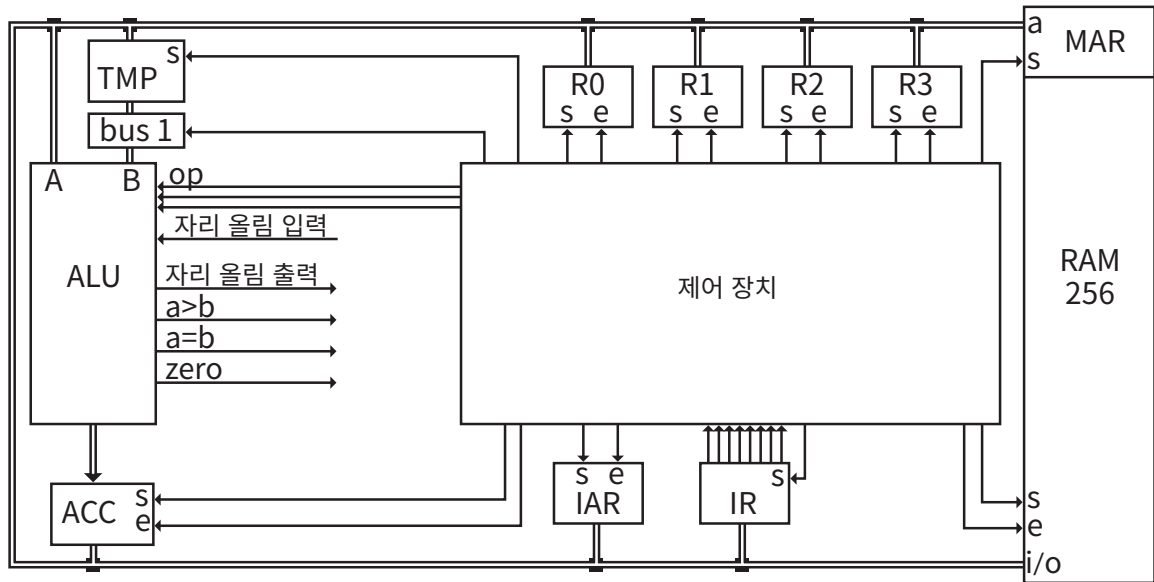 a
MAR
s
s
TMP
R0
s e
R1
s e
R2
s e
R3
s e
bus 1
A B
op
자리 올림 입력
ALU
자리 올림 출력
a>b
a=b
zero
제어 장치
RAM
256
s
ACC
e
s e
IAR
s
IR
s
e
i/o